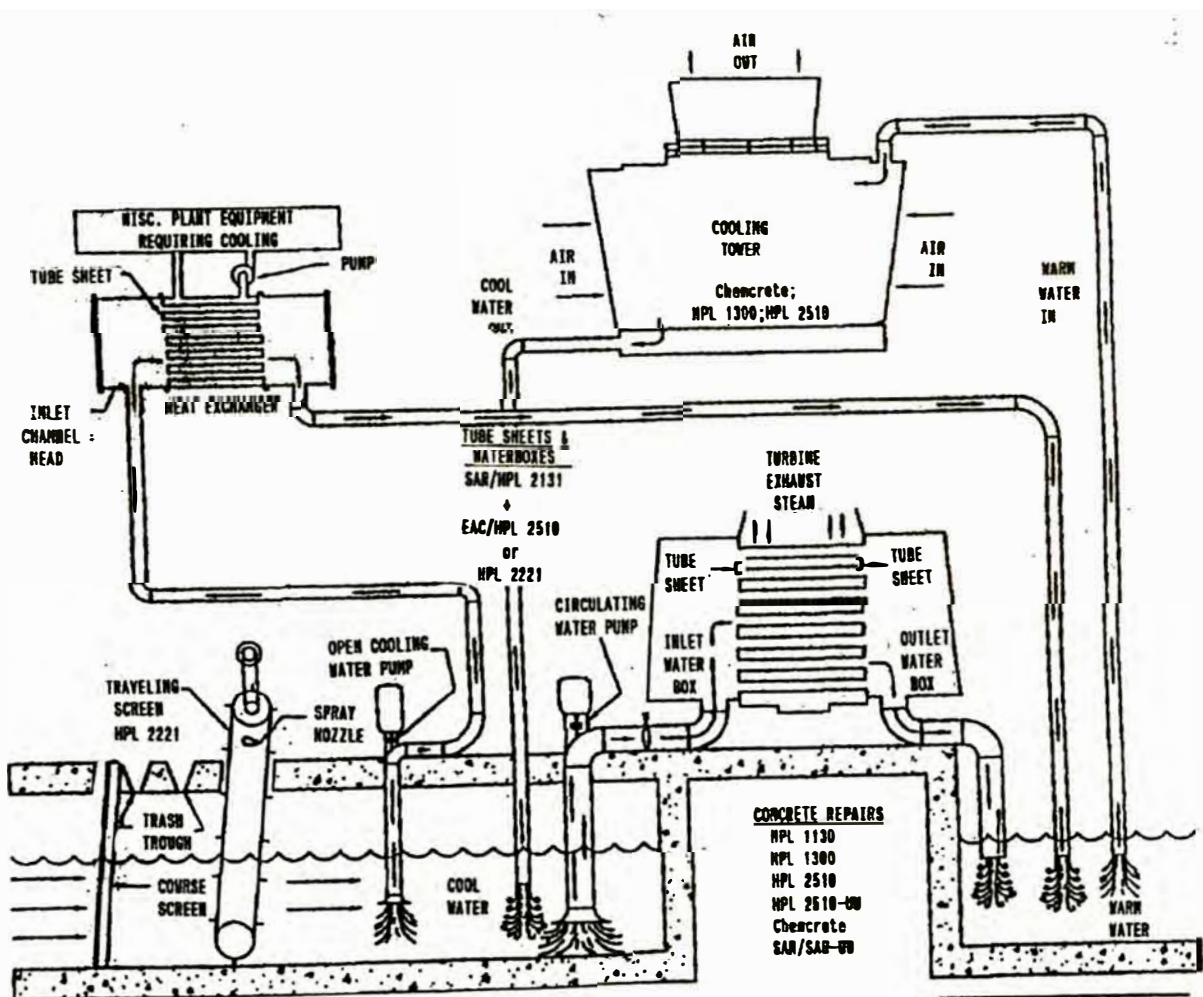 AIR
OUT
MISC. PLANT EQUIPMENT
REQUIRING COOLING
PUMP
TUBE SHEET
COOLING
TOWER
AIR
IN
AIR
IN
WARM
WATER
IN
COOL
WATER
OUT
Chemcrete;
HPL 1300;HPL 2510
INLET
CHANNEL
HEAD
HEAT EXCHANGER
TUBE SHEETS &
WATERBOXES
SAR/HPL 2131
+
EAC/HPL 2510
or
HPL 2221
TURBINE
EXHAUST
STEAM
TUBE
SHEET
TUBE
SHEET
CIRCULATING
WATER PUMP
INLET
WATER
BOX
OUTLET
WATER
BOX
OPEN COOLING
WATER PUMP
TRAVELING
SCREEN
HPL 2221
SPRAY
NOZZLE
TRASH
TROUGH
COURSE
SCREEN
COOL
WATER
CONCRETE REPAIRS
HPL 1130
HPL 1300
HPL 2510
HPL 2510-UW
Chemcrete
SAR/SAR-UW
WARM
WATER